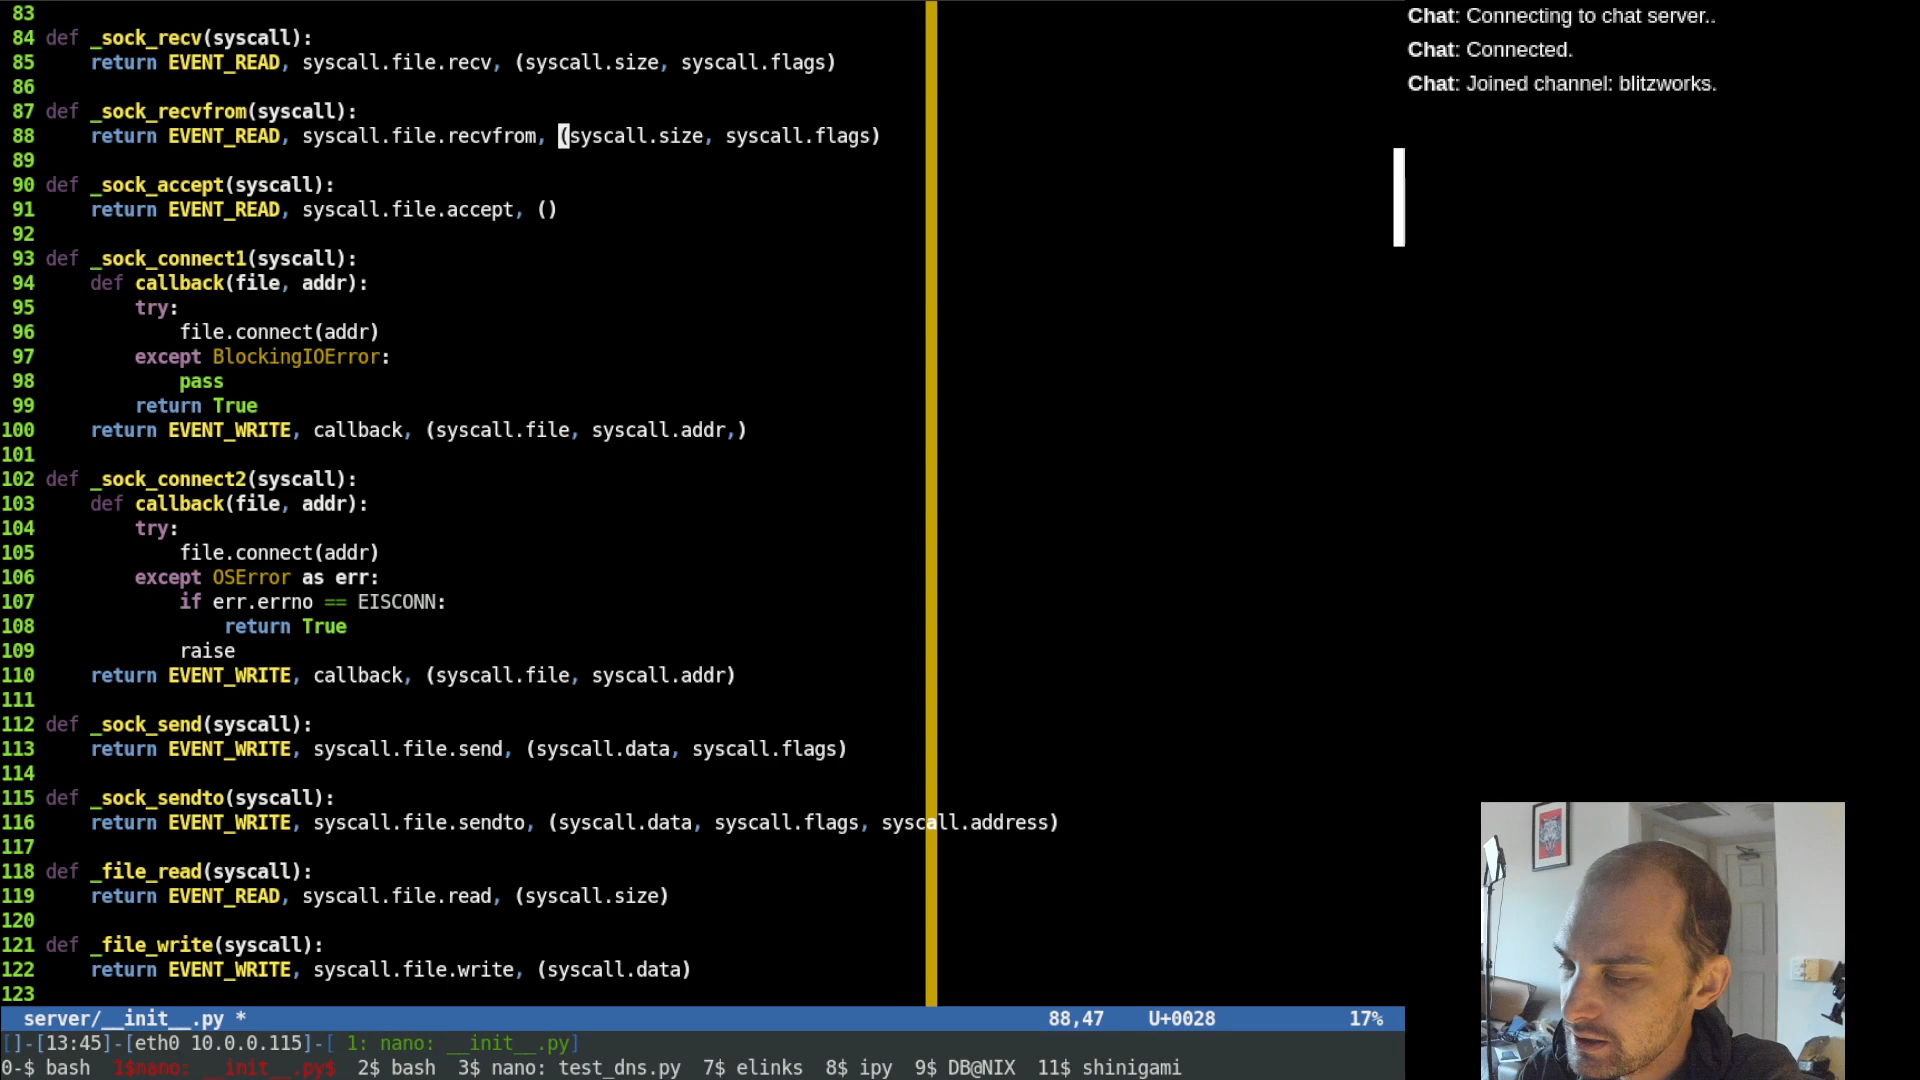 83
84 def _sock_recv(syscall):
85     return EVENT_READ, syscall.file.recv, (syscall.size, syscall.flags)
86
87 def _sock_recvfrom(syscall):
88     return EVENT_READ, syscall.file.recvfrom, (syscall.size, syscall.flags)
89
90 def _sock_accept(syscall):
91     return EVENT_READ, syscall.file.accept, ()
92
93 def _sock_connect1(syscall):
94     def callback(file, addr):
95         try:
96             file.connect(addr)
97         except BlockingIOError:
98             pass
99         return True
100     return EVENT_WRITE, callback, (syscall.file, syscall.addr,)
101
102 def _sock_connect2(syscall):
103     def callback(file, addr):
104         try:
105             file.connect(addr)
106         except OSError as err:
107             if err.errno == EISCONN:
108                 return True
109             raise
110     return EVENT_WRITE, callback, (syscall.file, syscall.addr)
111
112 def _sock_send(syscall):
113     return EVENT_WRITE, syscall.file.send, (syscall.data, syscall.flags)
114
115 def _sock_sendto(syscall):
116     return EVENT_WRITE, syscall.file.sendto, (syscall.data, syscall.flags, syscall.address)
117
118 def _file_read(syscall):
119     return EVENT_READ, syscall.file.read, (syscall.size)
120
121 def _file_write(syscall):
122     return EVENT_WRITE, syscall.file.write, (syscall.data)
123
server/__init__.py * 88,47 U+0028 17%
[]-[13:45]-[eth0 10.0.0.115]-[ 1: nano: __init__.py]
0-$ bash 1$nano: __init__.py$ 2$ bash 3$ nano: test_dns.py 7$ elinks 8$ ipy 9$ DB@NIX 11$ shinigami
Chat: Connecting to chat server..
Chat: Connected.
Chat: Joined channel: blitzworks.